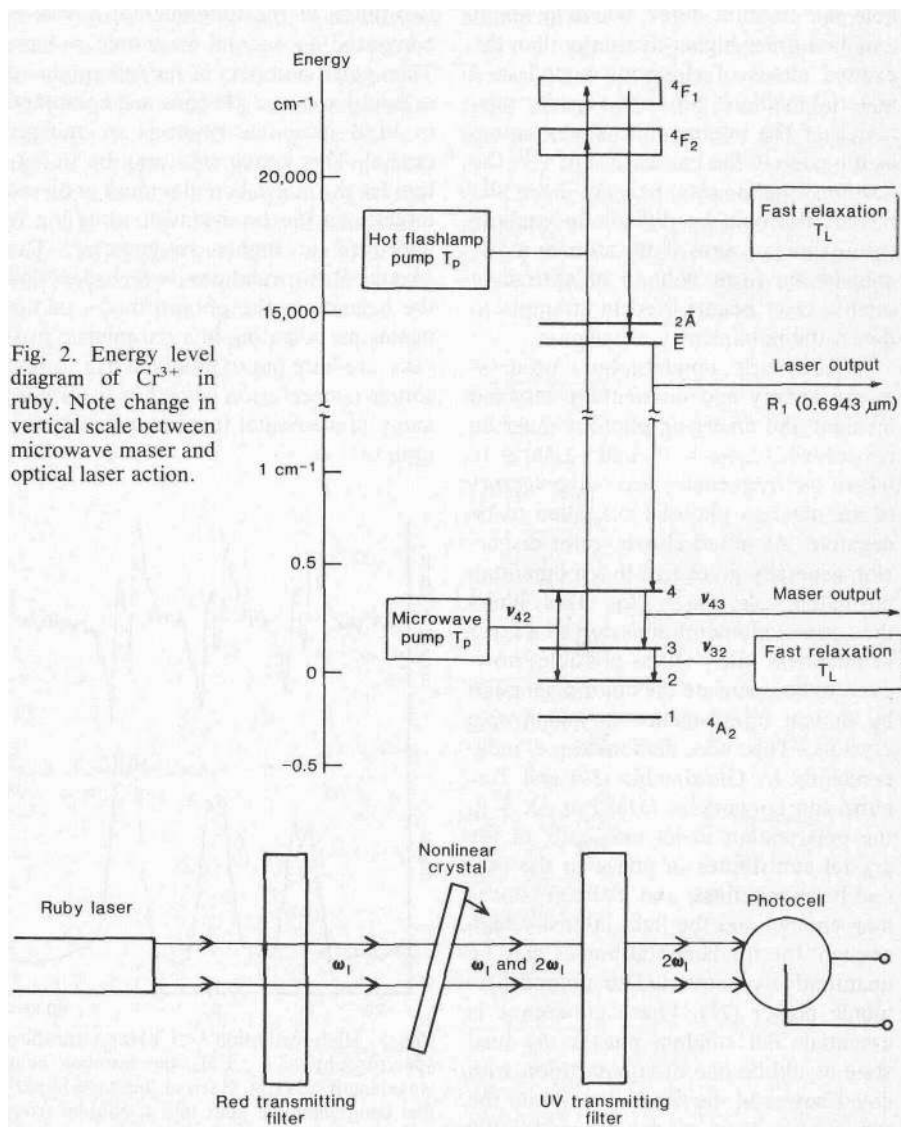 Energy
cm⁻¹
20,000
15,000
1 cm⁻¹
0.5
0
−0.5
⁴F₁
⁴F₂
Hot flashlamp
pump Tₚ
Fast relaxation
T_L
2Ā
Ē
Laser output
R₁ (0.6943 μm)
Fig. 2. Energy level
diagram of Cr³⁺ in
ruby. Note change in
vertical scale between
microwave maser and
optical laser action.
Microwave
pump Tₚ
ν₄₂
4
ν₄₃
3
ν₃₂
2
1
⁴A₂
Maser output
Fast relaxation
T_L
Ruby laser
ω₁
Red transmitting
filter
Nonlinear
crystal
ω₁ and 2ω₁
UV transmitting
filter
2ω₁
Photocell